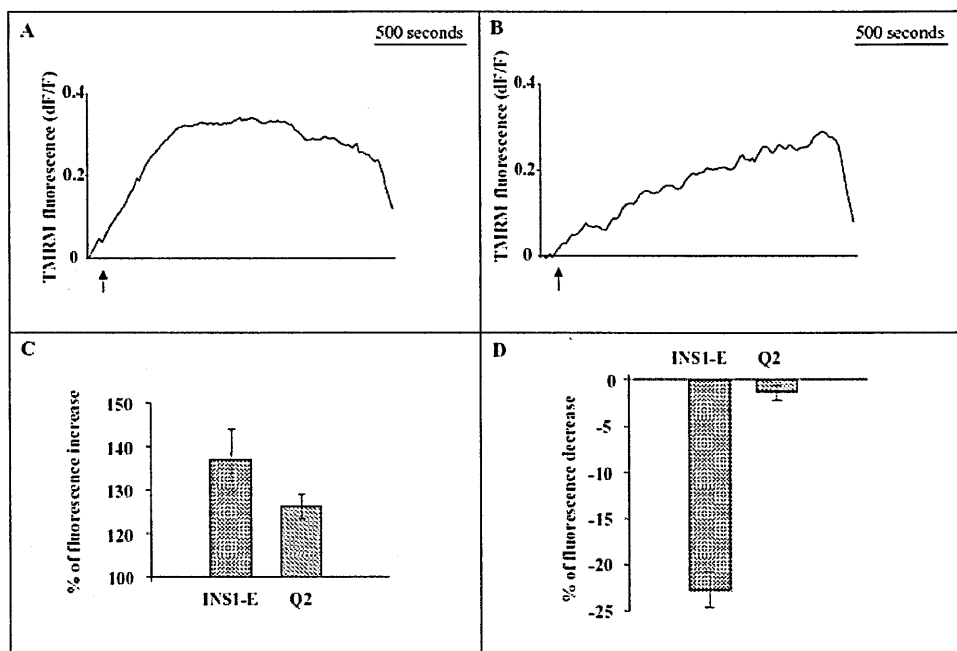 A
500 seconds
TMRM fluorescence (dF/F)
0.4
0.2
0
B
500 seconds
TMRM fluorescence (dF/F)
0.4
0.2
0
C
% of fluorescence increase
150
140
130
120
100
INS1-E Q2
D
INS1-E Q2
% of fluorescence decrease
0
-5
-10
-15
-20
-25